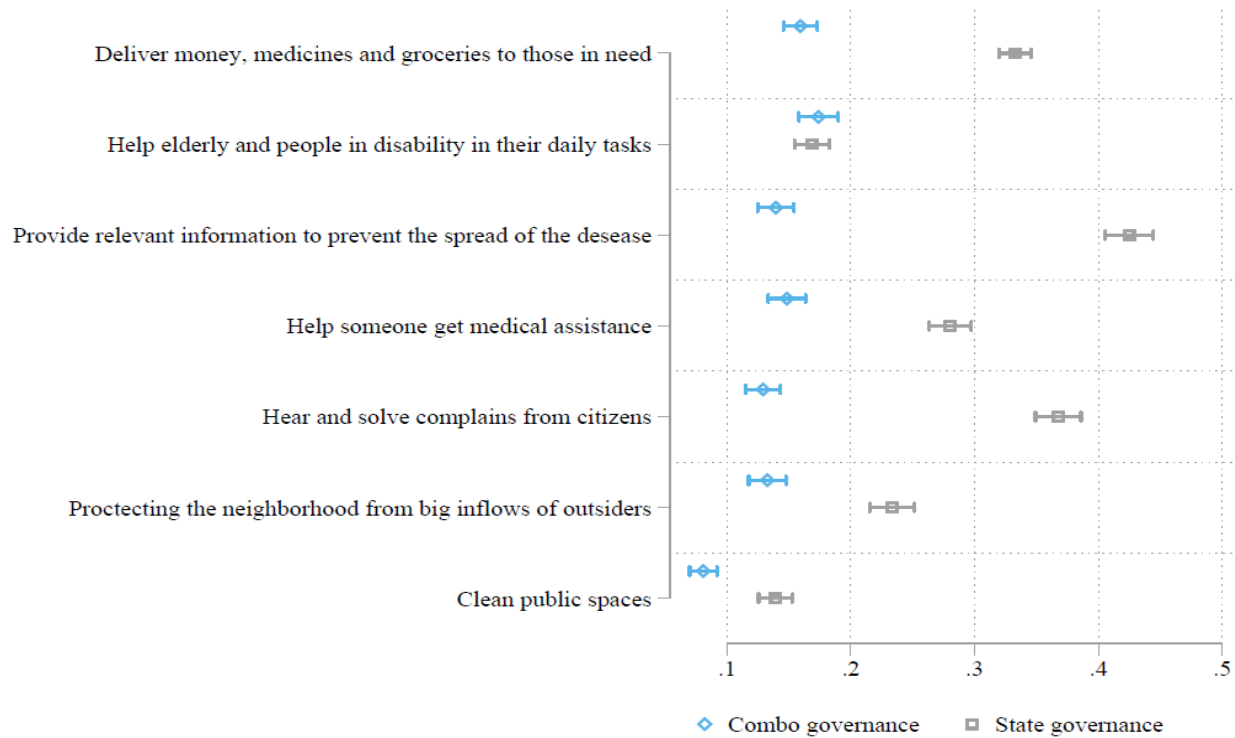 Deliver money, medicines and groceries to those in need
Help elderly and people in disability in their daily tasks
Provide relevant information to prevent the spread of the desease
Help someone get medical assistance
Hear and solve complains from citizens
Proctecting the neighborhood from big inflows of outsiders
Clean public spaces
.1 .2 .3 .4 .5
Combo governance State governance